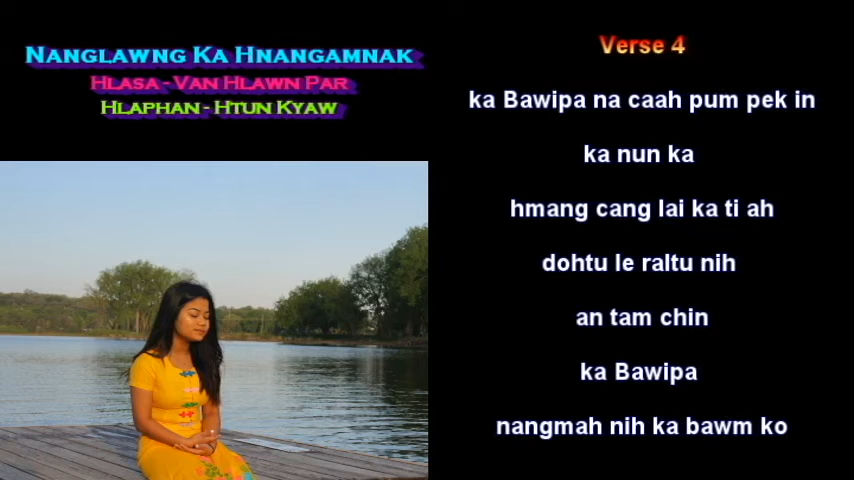 Nanglawng Ka Hnangamnak
Hlasa - Van Hlawn Par
Hlaphan - Htun Kyaw
Verse 4
ka Bawipa na caah pum pek in
ka nun ka
hmang cang lai ka ti ah
dohtu le raltu nih
an tam chin
ka Bawipa
nangmah nih ka bawm ko